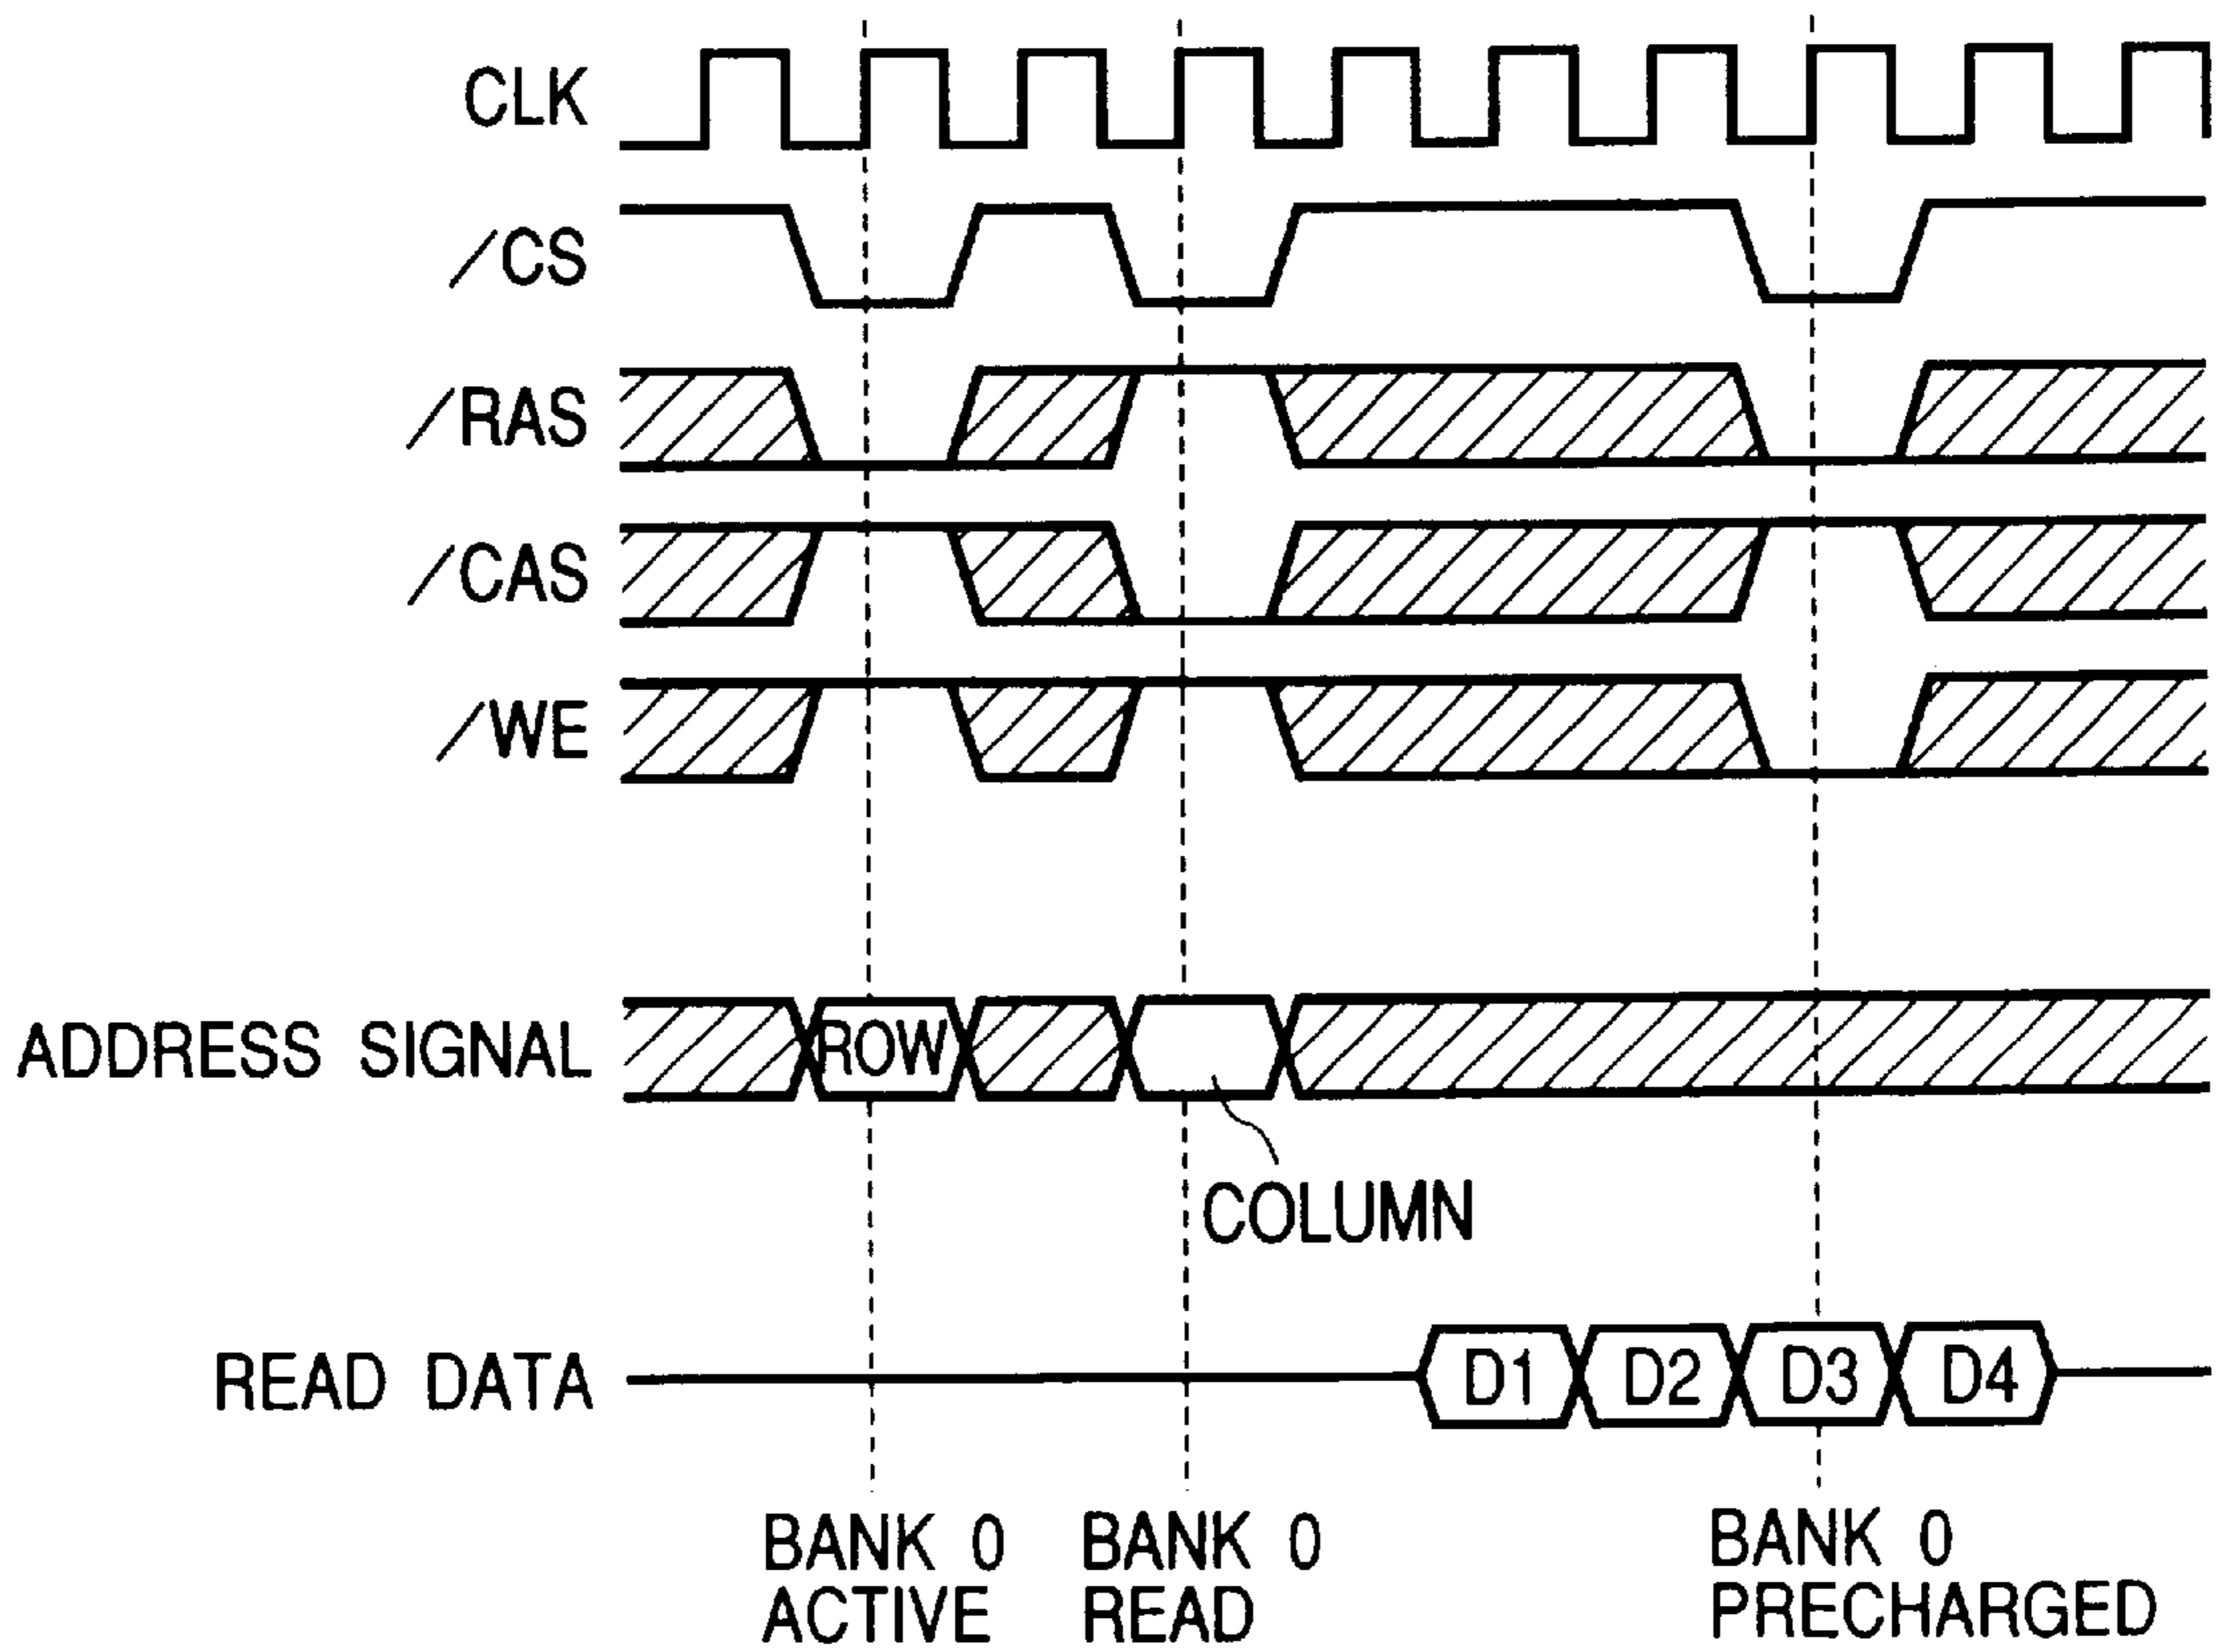 CLK
/CS
/RAS
/CAS
/WE
ADDRESS SIGNAL
ROW
COLUMN
READ DATA
D1
D2
D3
D4
BANK 0
ACTIVE
BANK 0
READ
BANK 0
PRECHARGED